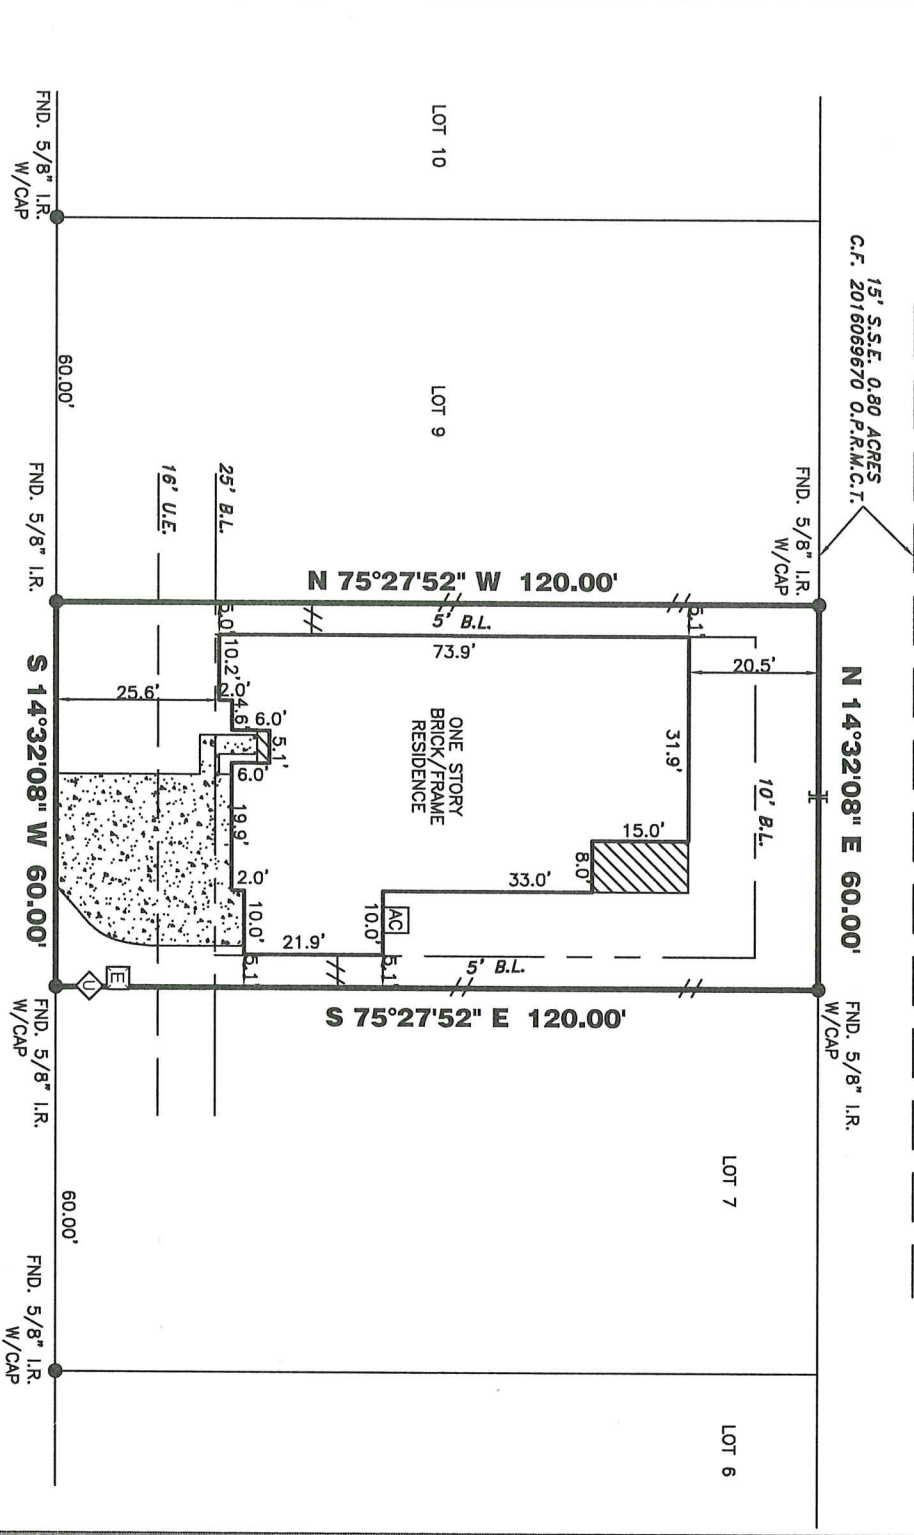 LOT 10
FND. 5/8" I.R.
W/CAP
15' S.S.E. 0.80 ACRES
C.F. 2016069670 O.P.R.M.C.T.
LOT 9
60.00'
FND. 5/8" I.R.
W/CAP
FND. 5/8" I.R.
16' U.E.
25' B.L.
N 75°27'52" W 120.00'
5' B.L.
5.0'
5.1'
73.9'
20.5'
N 14°32'08" E 60.00'
S 14°32'08" W 60.00'
25.6'
10.2'
2.0'
4.6'
6.0'
5.1'
6.0'
19.9'
2.0'
10.0'
ONE STORY
BRICK/FRAME
RESIDENCE
31.9'
10' B.L.
15.0'
8.0'
33.0'
AC
10.0'
21.9'
5.1'
5.1'
5' B.L.
E
U
S 75°27'52" E 120.00'
FND. 5/8" I.R.
W/CAP
FND. 5/8" I.R.
W/CAP
LOT 7
60.00'
FND. 5/8" I.R.
W/CAP
LOT 6